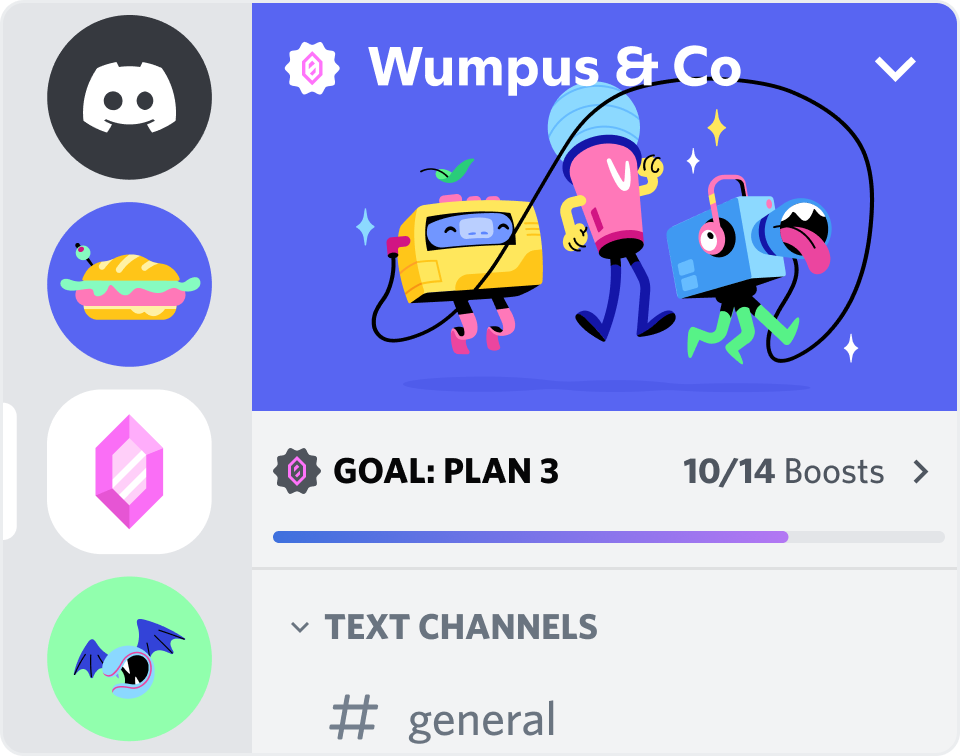 Wumpus & Co
GOAL: PLAN 3
10/14 Boosts
TEXT CHANNELS
# general